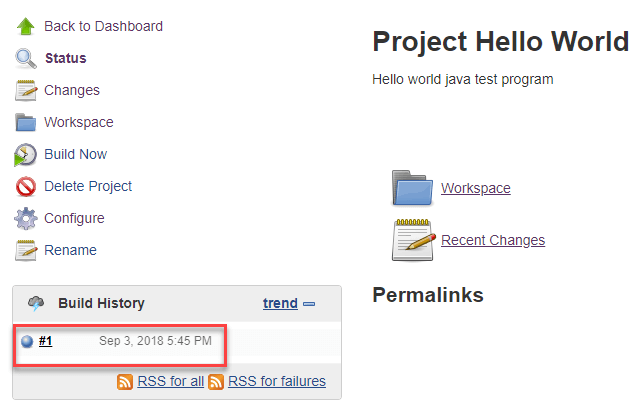 Back to Dashboard
Status
Changes
Workspace
Build Now
Delete Project
Configure
Rename
Build History trend
#1 Sep 3, 2018 5:45 PM
RSS for all RSS for failures
Project Hello World
Hello world java test program
Workspace
Recent Changes
Permalinks